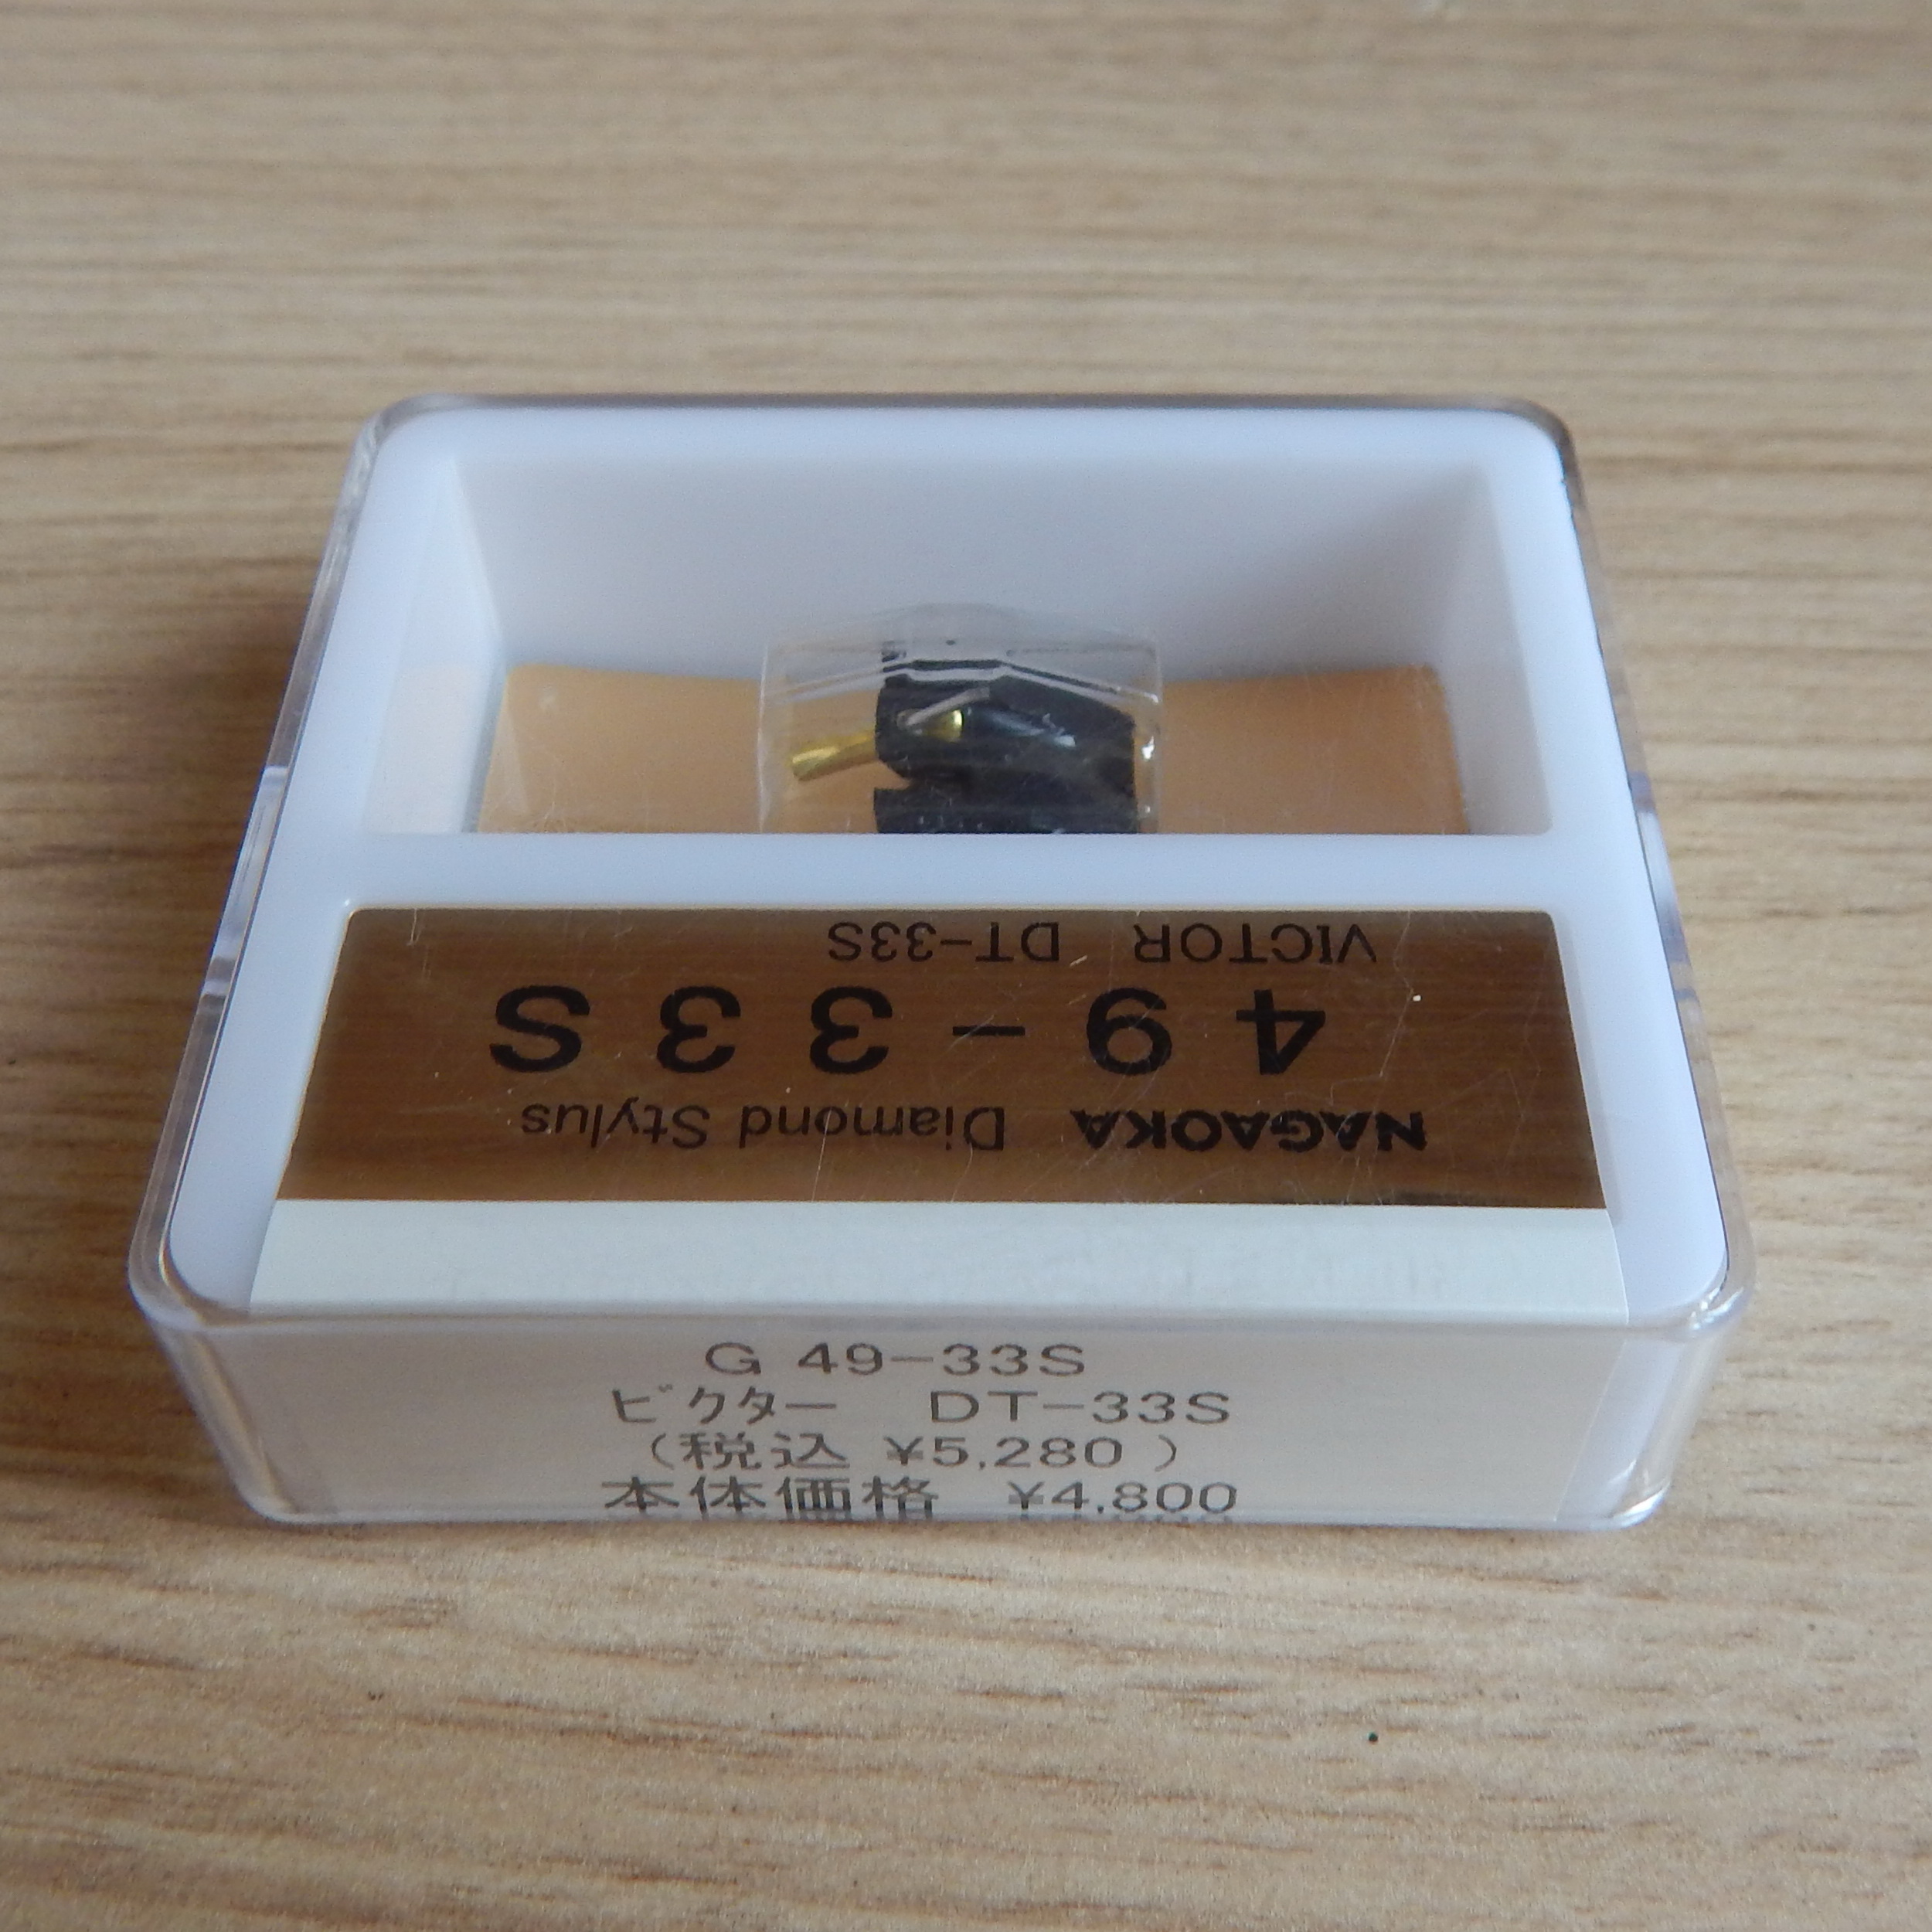 NAGAOKA Diamond Stylus
49-33S
VICTOR DT-33S
G 49-33S
ビクター DT-33S
(税込 ¥5,280)
本体価格 ¥4,800